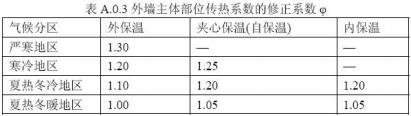 表 A.0.3 外墙主体部位传热系数的修正系数 φ
气候分区 外保温 夹心保温(自保温) 内保温
严寒地区 1.30 — —
寒冷地区 1.20 1.25 —
夏热冬冷地区 1.10 1.20 1.20
夏热冬暖地区 1.00 1.05 1.05